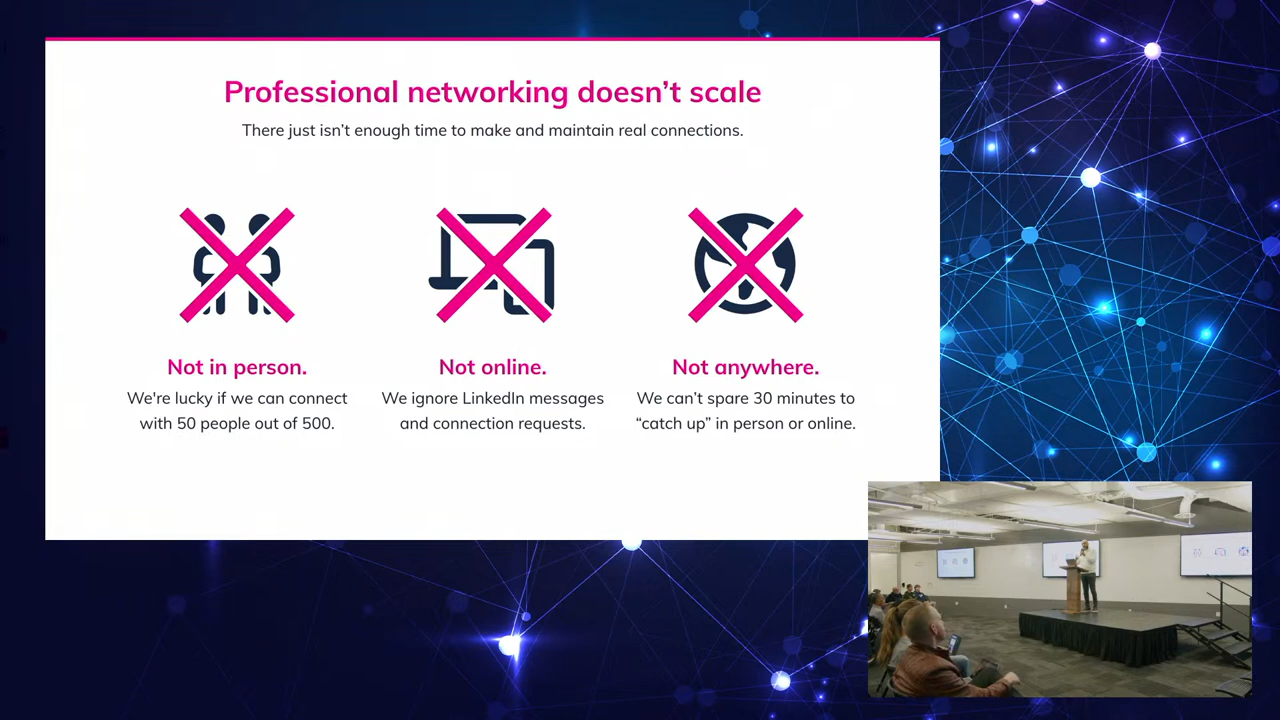 Professional networking doesn’t scale
There just isn’t enough time to make and maintain real connections.
Not in person.
We're lucky if we can connect
with 50 people out of 500.
Not online.
We ignore LinkedIn messages
and connection requests.
Not anywhere.
We can’t spare 30 minutes to
“catch up” in person or online.